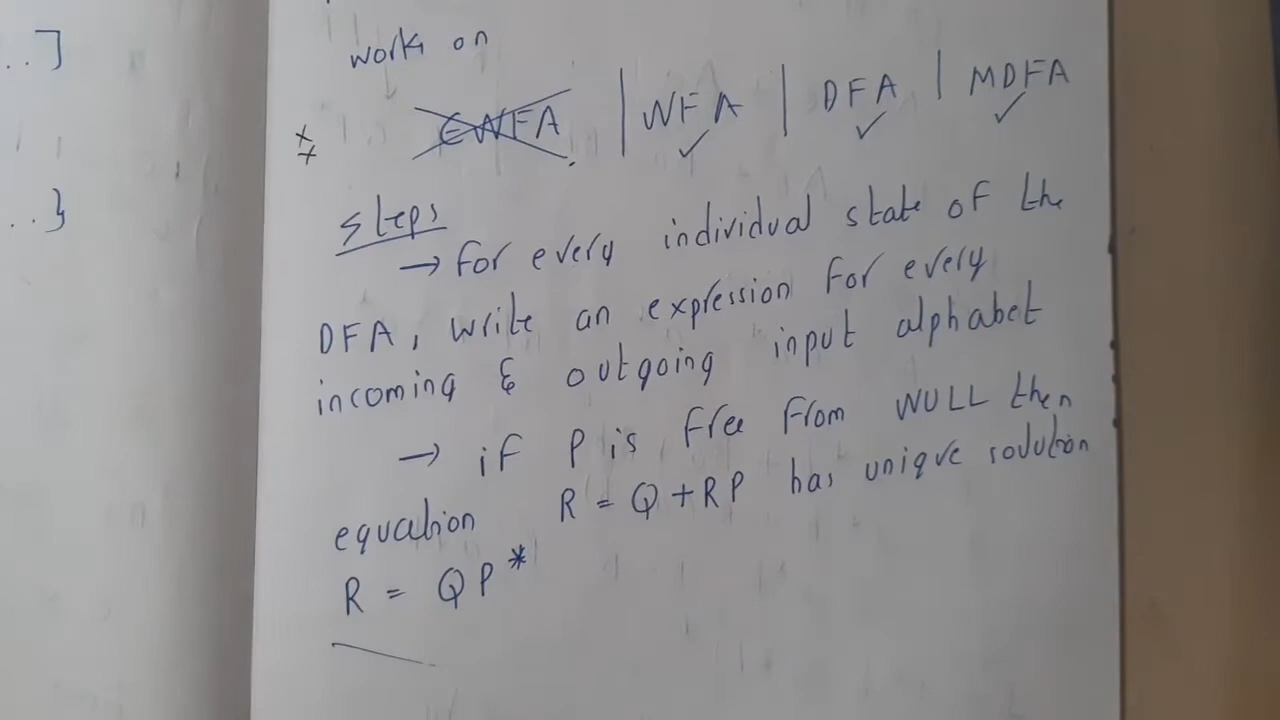 ..]
..}
work on
ЄNFA | NFA | DFA | MDFA
steps
→ For every individual state of the
DFA, write an expression for every
incoming & outgoing input alphabet
→ if P is free from NULL then
equation R = Q + RP has unique solution
R = QP*